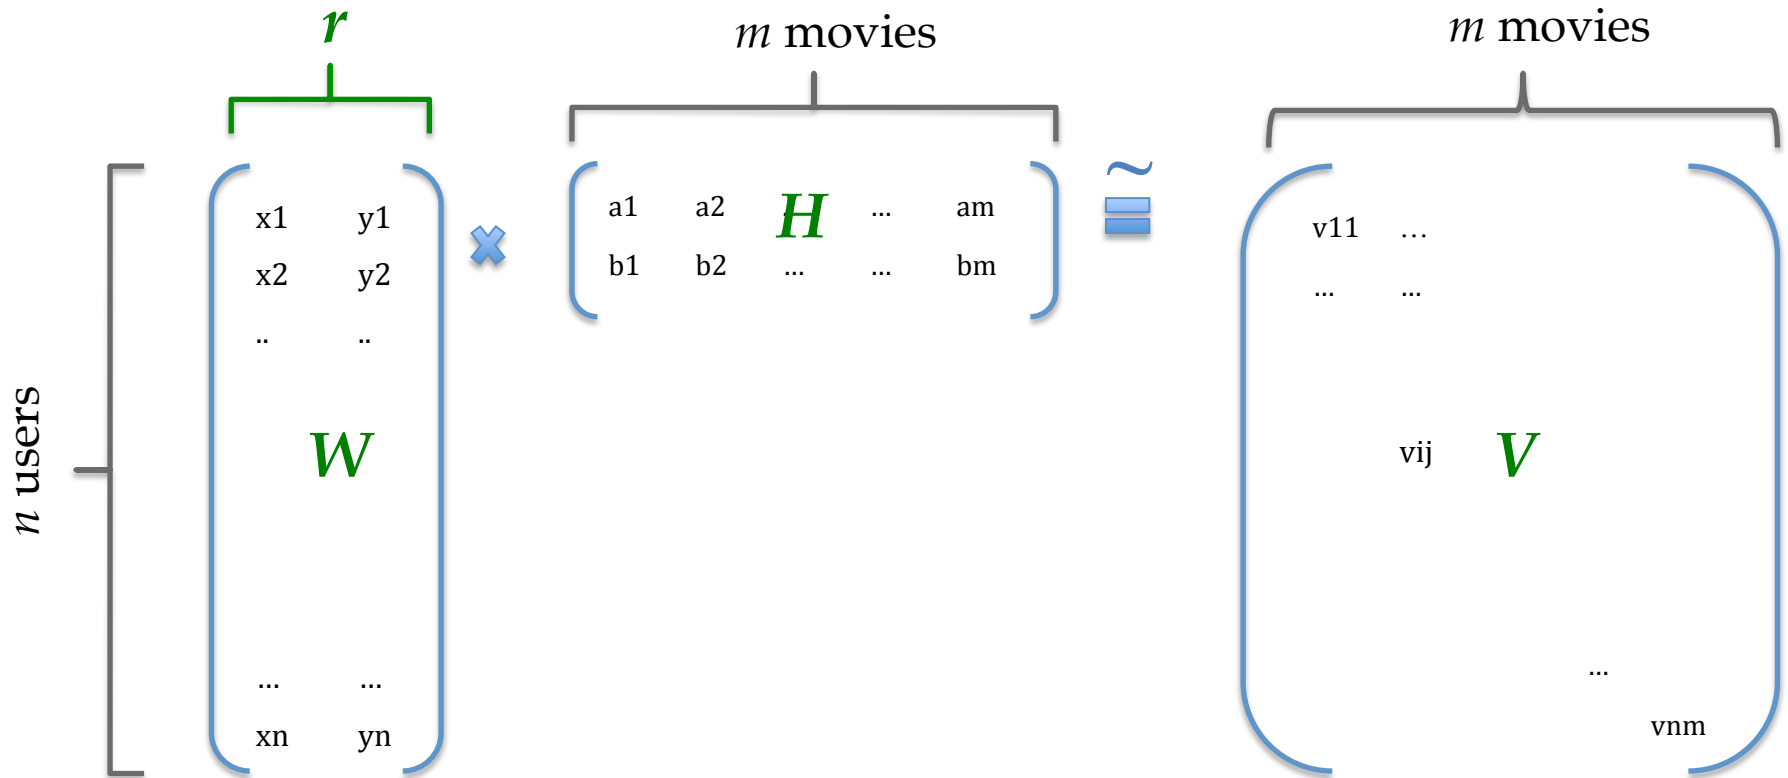 r
m movies
m movies
n users
x1 y1
x2 y2
.. ..
W
... ...
xn yn
a1 a2 ... ... am
H
b1 b2 ... ... bm
≅
v11 ...
... ...
vij
V
...
vnm